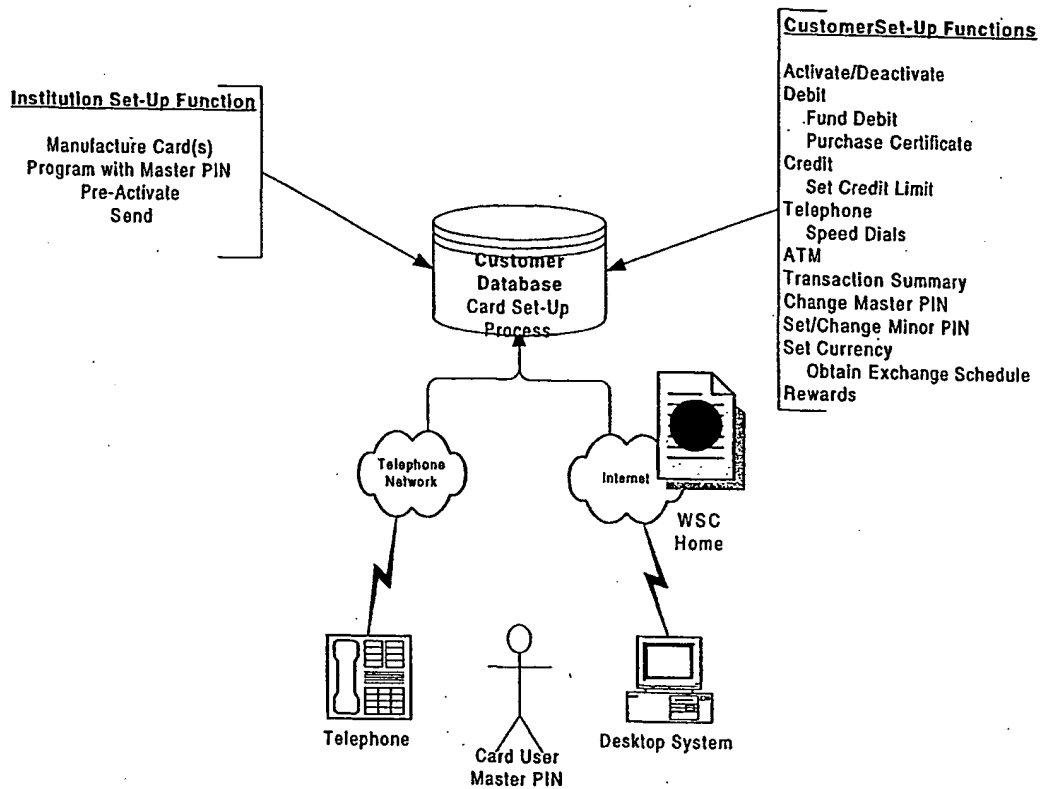 CustomerSet-Up Functions
Activate/Deactivate
Debit
Fund Debit
Purchase Certificate
Credit
Set Credit Limit
Telephone
Speed Dials
ATM
Transaction Summary
Change Master PIN
Set/Change Minor PIN
Set Currency
Obtain Exchange Schedule
Rewards
Institution Set-Up Function
Manufacture Card(s)
Program with Master PIN
Pre-Activate
Send
Customer
Database
Card Set-Up
Process
Telephone
Network
Internet
WSC
Home
Telephone
Card User
Master PIN
Desktop System